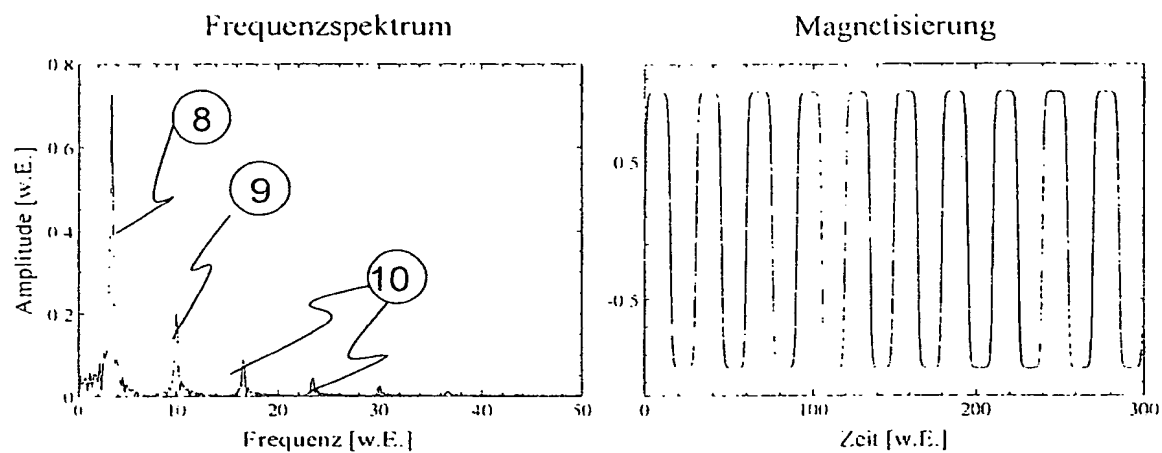 Frequenzspektrum
Magnetisierung
0.8
0.6
0.4
0.2
0
Amplitude [w.E.]
8
9
10
0 10 20 30 40 50
Frequenz [w.E.]
0.5
-0.5
0 100 200 300
Zeit [w.E.]